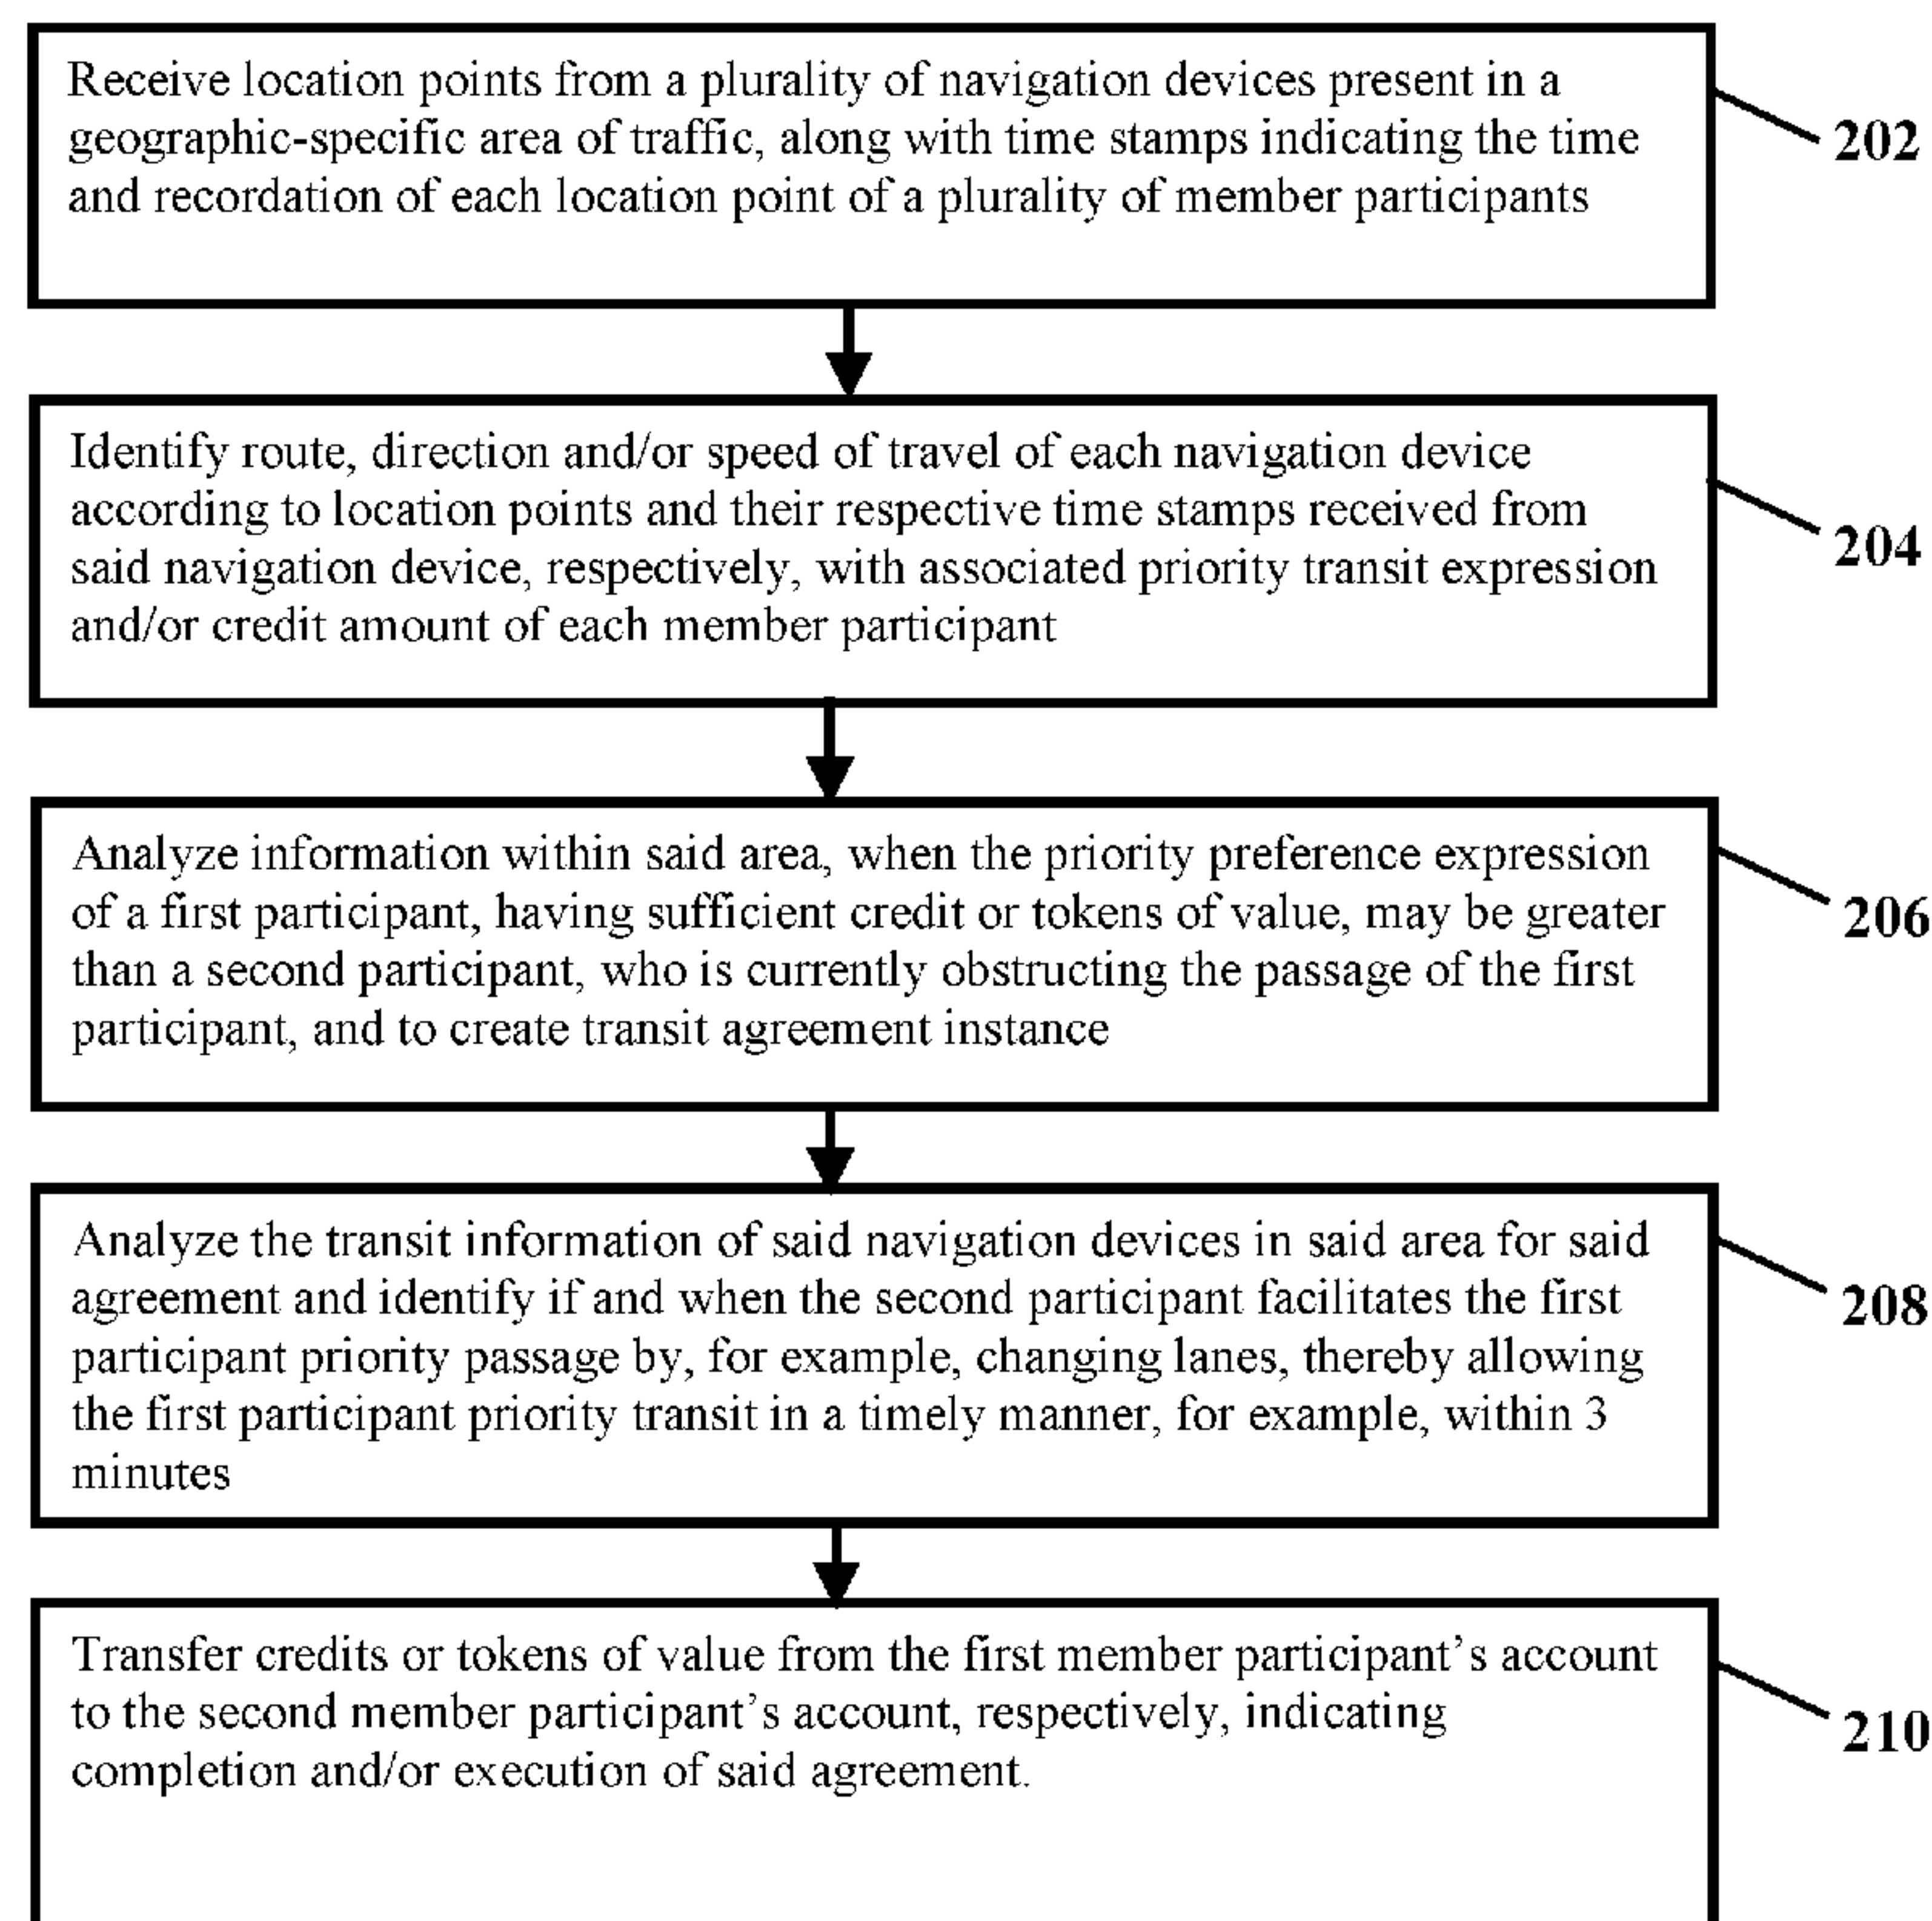 Receive location points from a plurality of navigation devices present in a
geographic-specific area of traffic, along with time stamps indicating the time
and recordation of each location point of a plurality of member participants
202
Identify route, direction and/or speed of travel of each navigation device
according to location points and their respective time stamps received from
said navigation device, respectively, with associated priority transit expression
and/or credit amount of each member participant
204
Analyze information within said area, when the priority preference expression
of a first participant, having sufficient credit or tokens of value, may be greater
than a second participant, who is currently obstructing the passage of the first
participant, and to create transit agreement instance
206
Analyze the transit information of said navigation devices in said area for said
agreement and identify if and when the second participant facilitates the first
participant priority passage by, for example, changing lanes, thereby allowing
the first participant priority transit in a timely manner, for example, within 3
minutes
208
Transfer credits or tokens of value from the first member participant's account
to the second member participant's account, respectively, indicating
completion and/or execution of said agreement.
210